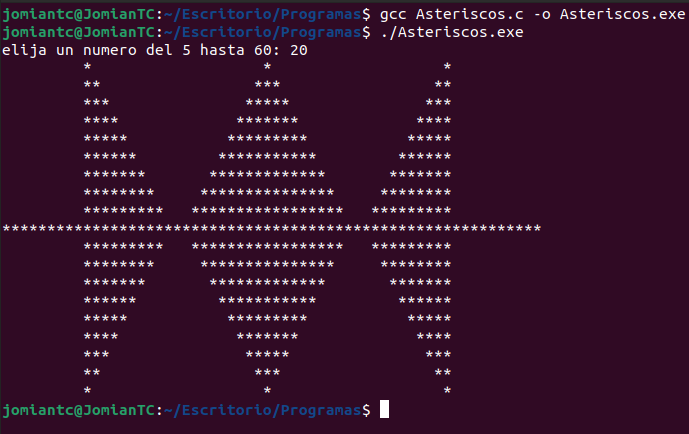 jomiantc@JomianTC:~/Escritorio/Programas$ gcc Asteriscos.c -o Asteriscos.exe
jomiantc@JomianTC:~/Escritorio/Programas$ ./Asteriscos.exe
elija un numero del 5 hasta 60: 20
         *                   *                   *
         **                 ***                 **
         ***               *****               ***
         ****             *******             ****
         *****           *********           *****
         ******         ***********         ******
         *******       *************       *******
         ********     ***************     ********
         *********   *****************   *********
************************************************************
         *********   *****************   *********
         ********     ***************     ********
         *******       *************       *******
         ******         ***********         ******
         *****           *********           *****
         ****             *******             ****
         ***               *****               ***
         **                 ***                 **
         *                   *                   *
jomiantc@JomianTC:~/Escritorio/Programas$